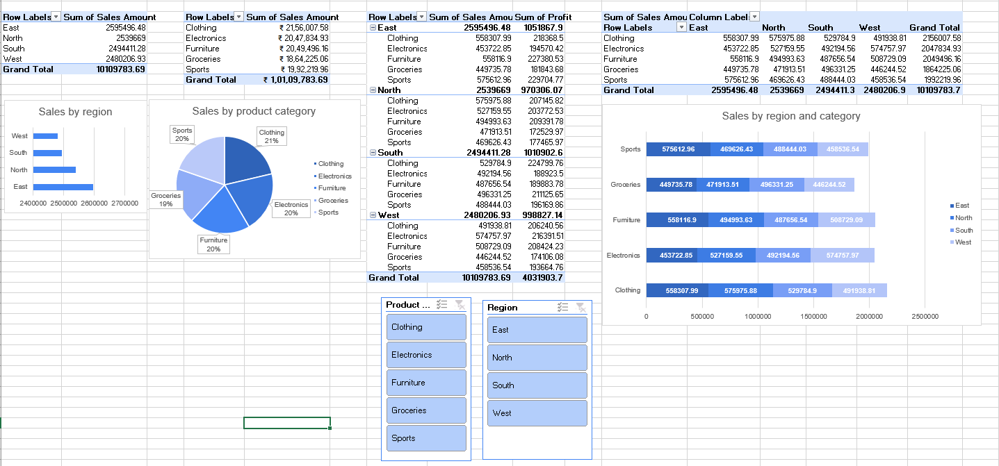 Row Labels Sum of Sales Amount
East 2595496.48
North 2539669
South 2494411.28
West 2480206.93
Grand Total 10109783.69
Row Labels Sum of Sales Amount
Clothing ₹ 21,56,007.58
Electronics ₹ 20,47,834.93
Furniture ₹ 20,49,496.16
Groceries ₹ 18,64,225.06
Sports ₹ 19,92,219.96
Grand Total ₹ 1,01,09,783.69
Row Labels Sum of Sales Amou Sum of Profit
East 2595496.48 1051867.9
Clothing 558307.99 218368.5
Electronics 453722.85 194570.42
Furniture 558116.9 227380.53
Groceries 449735.78 181843.68
Sports 575612.96 229704.77
North 2539669 970306.07
Clothing 575975.88 207145.82
Electronics 527159.55 203772.53
Furniture 494993.63 209391.78
Groceries 471913.51 172529.97
Sports 469626.43 177465.97
South 2494411.28 1010902.6
Clothing 529784.9 224799.76
Electronics 492194.56 188923.5
Furniture 487656.54 189883.78
Groceries 496331.25 211125.65
Sports 488444.03 196169.86
West 2480206.93 998827.14
Clothing 491938.81 206240.56
Electronics 574757.97 216391.51
Furniture 508729.09 208424.23
Groceries 446244.52 174106.08
Sports 458536.54 193664.76
Grand Total 10109783.69 4031903.7
Sum of Sales Amou Column Label
Row Labels East North South West Grand Total
Clothing 558307.99 575975.88 529784.9 491938.81 2156007.58
Electronics 453722.85 527159.55 492194.56 574757.97 2047834.93
Furniture 558116.9 494993.63 487656.54 508729.09 2049496.16
Groceries 449735.78 471913.51 496331.25 446244.52 1864225.06
Sports 575612.96 469626.43 488444.03 458536.54 1992219.96
Grand Total 2595496.48 2539669 2494411.3 2480206.9 10109783.7
Sales by region
West
South
North
East
2400000 2500000 2600000 2700000
Sales by product category
Sports
20%
Clothing
21%
Groceries
19%
Electronics
20%
Furniture
20%
Clothing
Electronics
Furniture
Groceries
Sports
Sales by region and category
Sports 575612.96 469626.43 488444.03 458536.54
Groceries 449735.78 471913.51 496331.25 446244.52
Furniture 558116.9 494993.63 487656.54 508729.09
Electronics 453722.85 527159.55 492194.56 574757.97
Clothing 558307.99 575975.88 529784.9 491938.81
0 500000 1000000 1500000 2000000 2500000
East
North
South
West
Product ...
Clothing
Electronics
Furniture
Groceries
Sports
Region
East
North
South
West